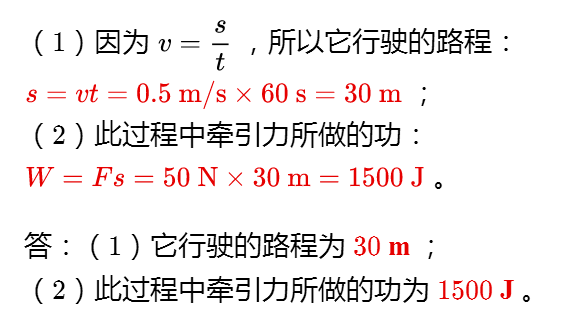 （1）因为 v = s/t ，所以它行驶的路程：
s = vt = 0.5 m/s × 60 s = 30 m ；
（2）此过程中牵引力所做的功：
W = Fs = 50 N × 30 m = 1500 J 。
答：（1）它行驶的路程为 30 m ；
（2）此过程中牵引力所做的功为 1500 J 。